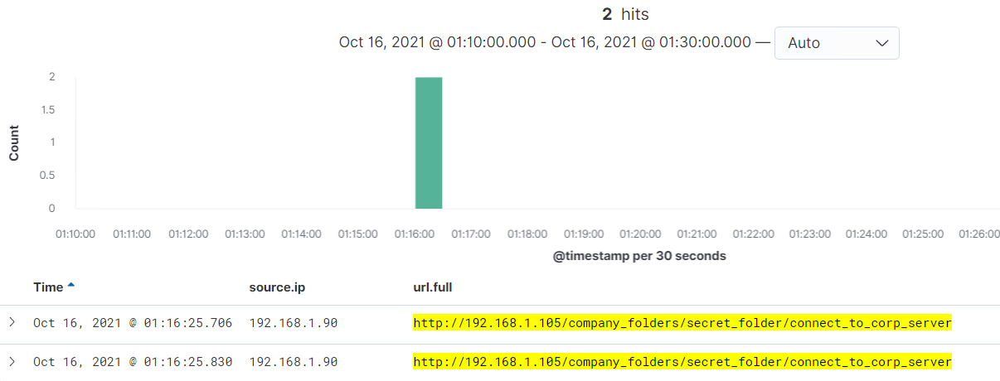 2 hits
Oct 16, 2021 @ 01:10:00.000 - Oct 16, 2021 @ 01:30:00.000 — Auto
2
1.5
1
0.5
0
Count
01:10:00 01:11:00 01:12:00 01:13:00 01:14:00 01:15:00 01:16:00 01:17:00 01:18:00 01:19:00 01:20:00 01:21:00 01:22:00 01:23:00 01:24:00 01:25:00 01:26:00
@timestamp per 30 seconds
Time source.ip url.full
Oct 16, 2021 @ 01:16:25.706 192.168.1.90 http://192.168.1.105/company_folders/secret_folder/connect_to_corp_server
Oct 16, 2021 @ 01:16:25.830 192.168.1.90 http://192.168.1.105/company_folders/secret_folder/connect_to_corp_server